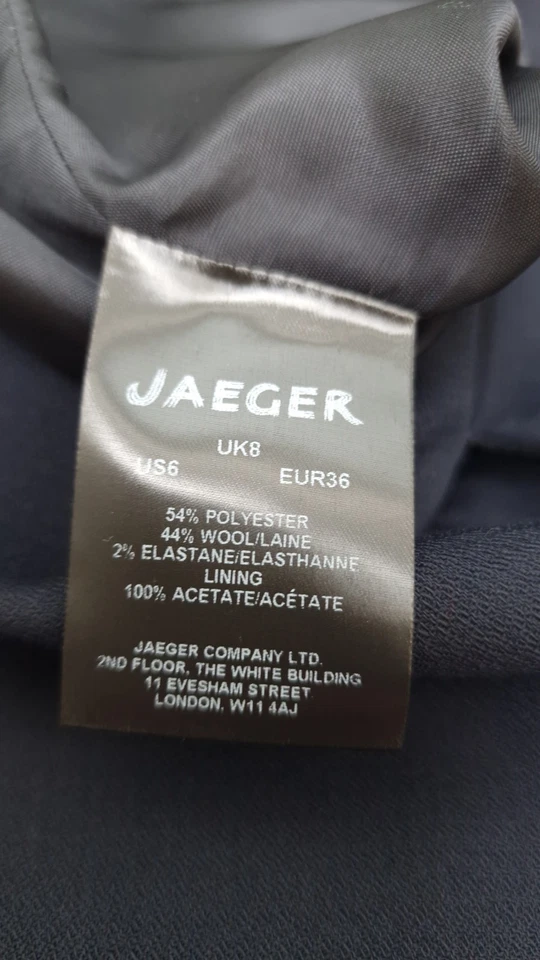 JAEGER
UK8
US6 EUR36
54% POLYESTER
44% WOOL/LAINE
2% ELASTANE/ELASTHANNE
LINING
100% ACETATE/ACÉTATE
JAEGER COMPANY LTD.
2ND FLOOR, THE WHITE BUILDING
11 EVESHAM STREET
LONDON, W11 4AJ